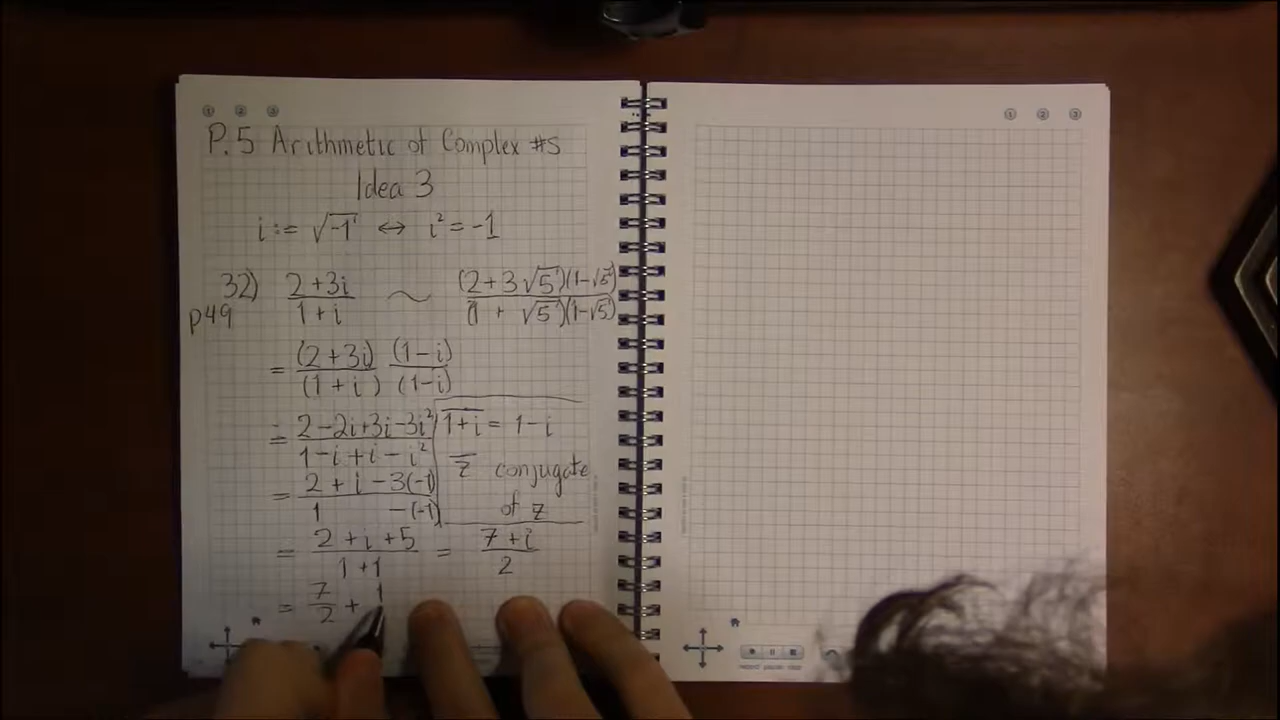 P.5 Arithmetic of Complex #s
Idea 3
i := √-1 ↔ i² = -1
32) (2+3i)/(1+i) ~ (2+3√5)(1-√5)/(1+√5)(1-√5)
p49
= (2+3i)/(1+i) (1-i)/(1-i)
= (2-2i+3i-3i²)/(1-i+i-i²)
= (2+i-3(-1))/(1-(-1))
1+i = 1-i
z conjugate
of z
= (2+i+5)/(1+1) = (7+i)/2
= 7/2 + 1